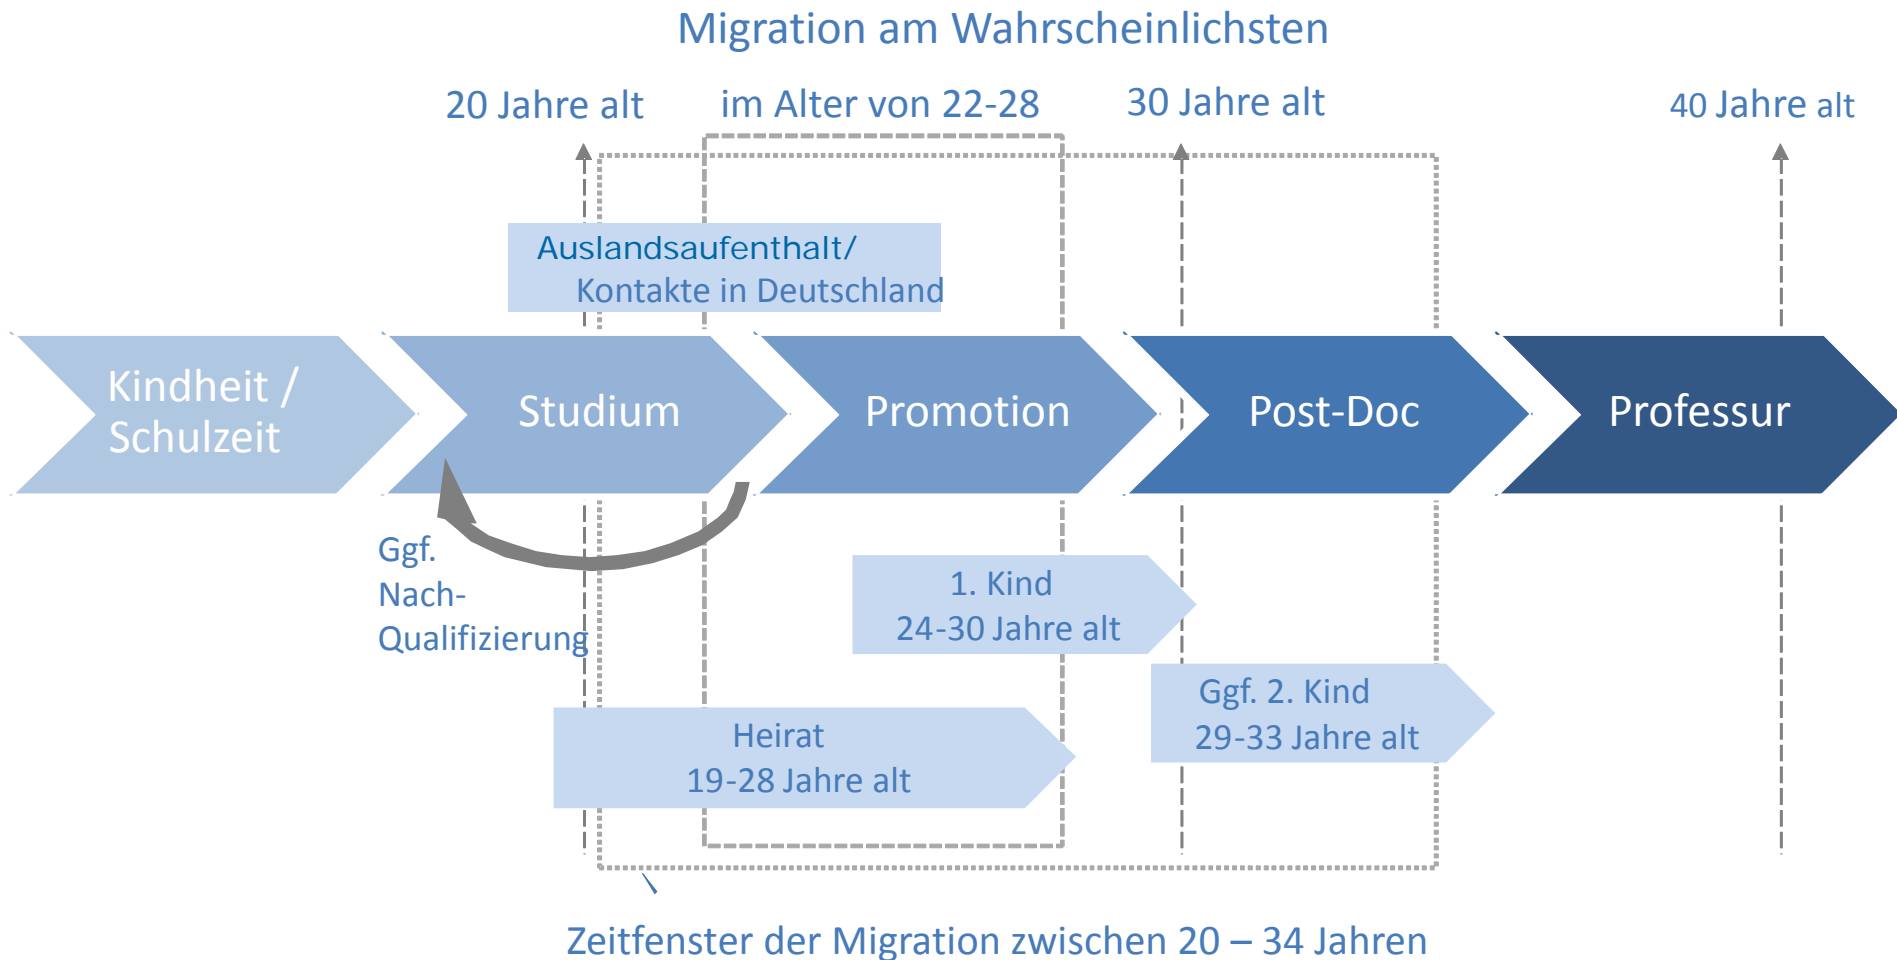 Migration am Wahrscheinlichsten
20 Jahre alt
im Alter von 22-28
30 Jahre alt
40 Jahre alt
Auslandsaufenthalt/
Kontakte in Deutschland
Kindheit /
Schulzeit
Studium
Promotion
Post-Doc
Professur
Ggf.
Nach-
Qualifizierung
1. Kind
24-30 Jahre alt
Ggf. 2. Kind
29-33 Jahre alt
Heirat
19-28 Jahre alt
Zeitfenster der Migration zwischen 20 – 34 Jahren